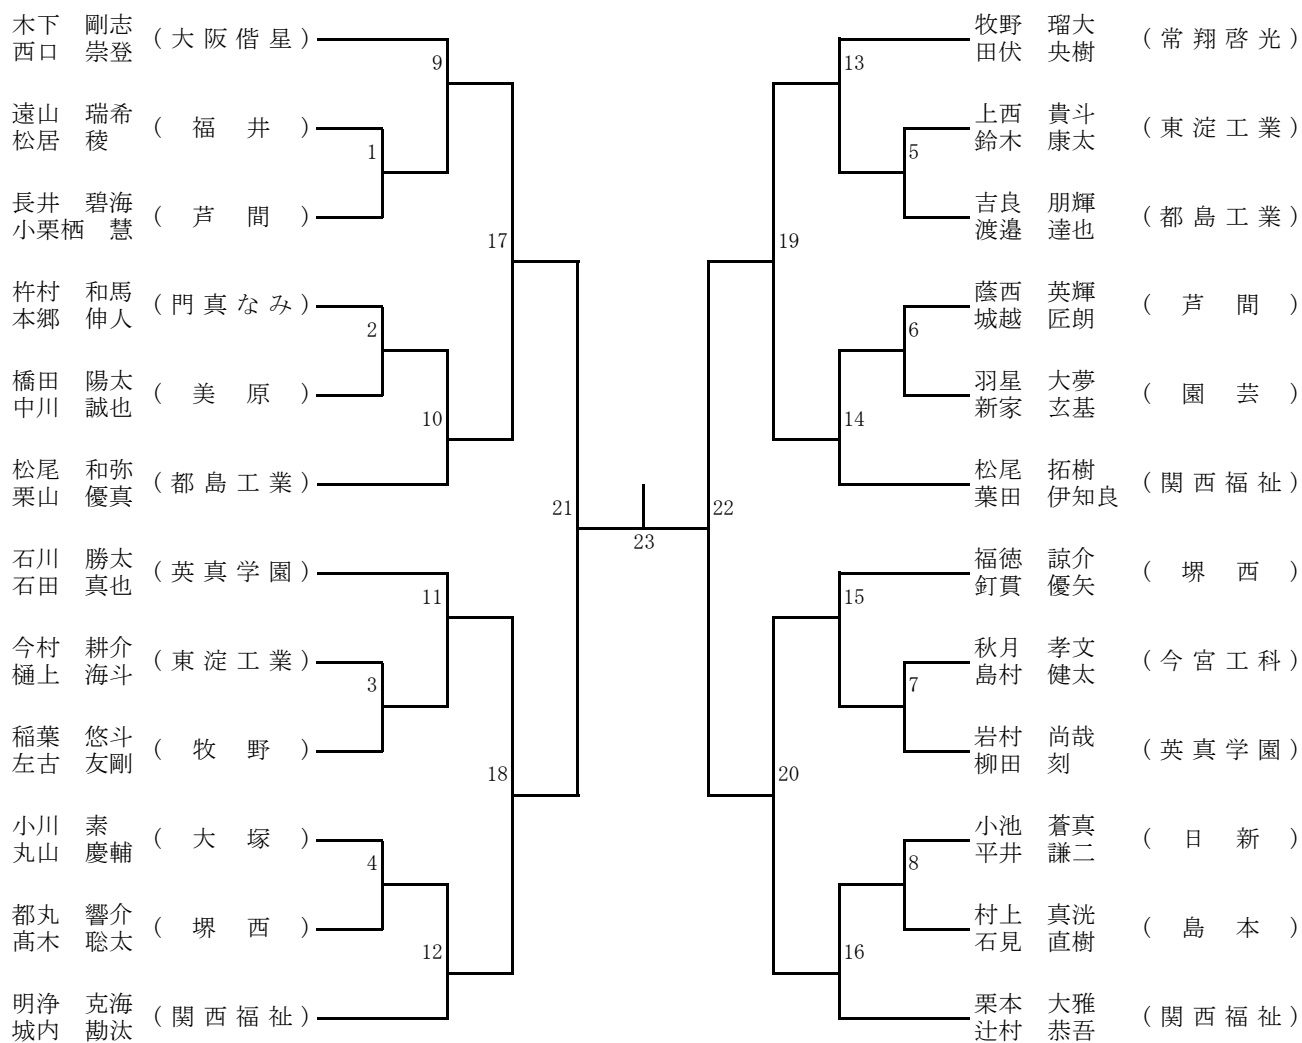 木下 剛志
西口 崇登
(大阪偕星)
9
遠山 瑞希
松居 稜
(福井)
1
長井 碧海
小栗栖 慧
(芦間)
17
杵村 和馬
本郷 伸人
(門真なみ)
2
橋田 陽太
中川 誠也
(美原)
10
松尾 和弥
栗山 優真
(都島工業)
21
石川 勝太
石田 真也
(英真学園)
11
今村 耕介
樋上 海斗
(東淀工業)
3
稲葉 悠斗
左古 友剛
(牧野)
18
小川 素
丸山 慶輔
(大塚)
4
都丸 響介
髙木 聡太
(堺西)
12
明浄 克海
城内 勘汰
(関西福祉)
23
牧野 瑠大
田伏 央樹
(常翔啓光)
13
上西 貴斗
鈴木 康太
(東淀工業)
5
吉良 朋輝
渡邉 達也
(都島工業)
19
蔭西 英輝
城越 匠朗
(芦間)
6
羽星 大夢
新家 玄基
(園芸)
14
松尾 拓樹
葉田 伊知良
(関西福祉)
22
福徳 諒介
釘貫 優矢
(堺西)
15
秋月 孝文
島村 健太
(今宮工科)
7
岩村 尚哉
柳田 刻
(英真学園)
20
小池 蒼真
平井 謙二
(日新)
8
村上 真洸
石見 直樹
(島本)
16
栗本 大雅
辻村 恭吾
(関西福祉)